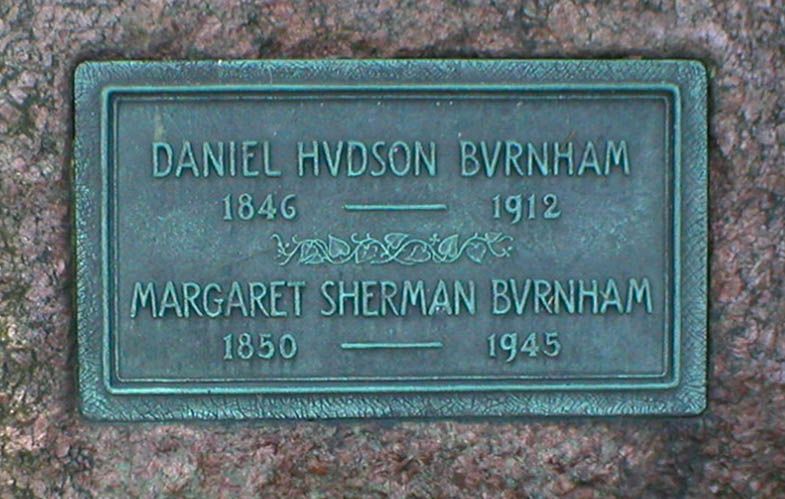 DANIEL HVDSON BVRNHAM
1846 — 1912
MARGARET SHERMAN BVRNHAM
1850 — 1945